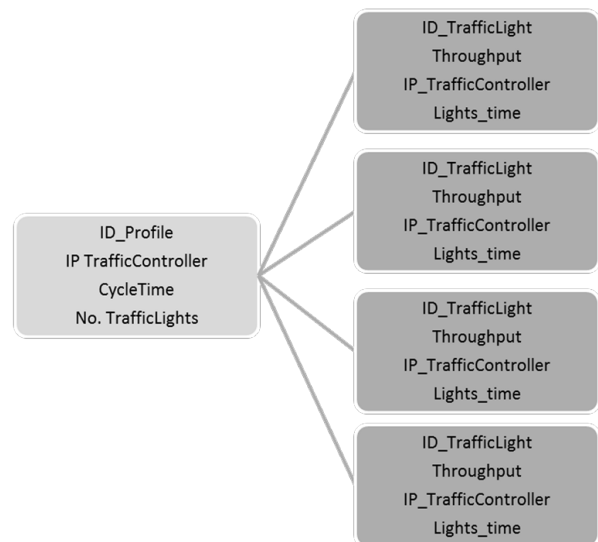 ID_TrafficLight
Throughput
IP_TrafficController
Lights_time
ID_TrafficLight
Throughput
IP_TrafficController
Lights_time
ID_Profile
IP TrafficController
CycleTime
No. TrafficLights
ID_TrafficLight
Throughput
IP_TrafficController
Lights_time
ID_TrafficLight
Throughput
IP_TrafficController
Lights_time